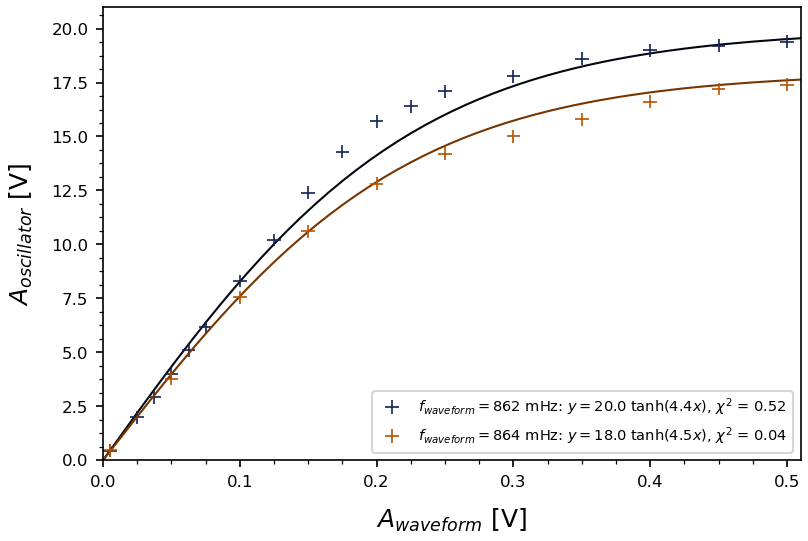 20.0
17.5
15.0
12.5
10.0
7.5
5.0
2.5
0.0
A_oscillator [V]
f_waveform = 862 mHz: y = 20.0 tanh(4.4x), χ² = 0.52
f_waveform = 864 mHz: y = 18.0 tanh(4.5x), χ² = 0.04
0.0 0.1 0.2 0.3 0.4 0.5
A_waveform [V]